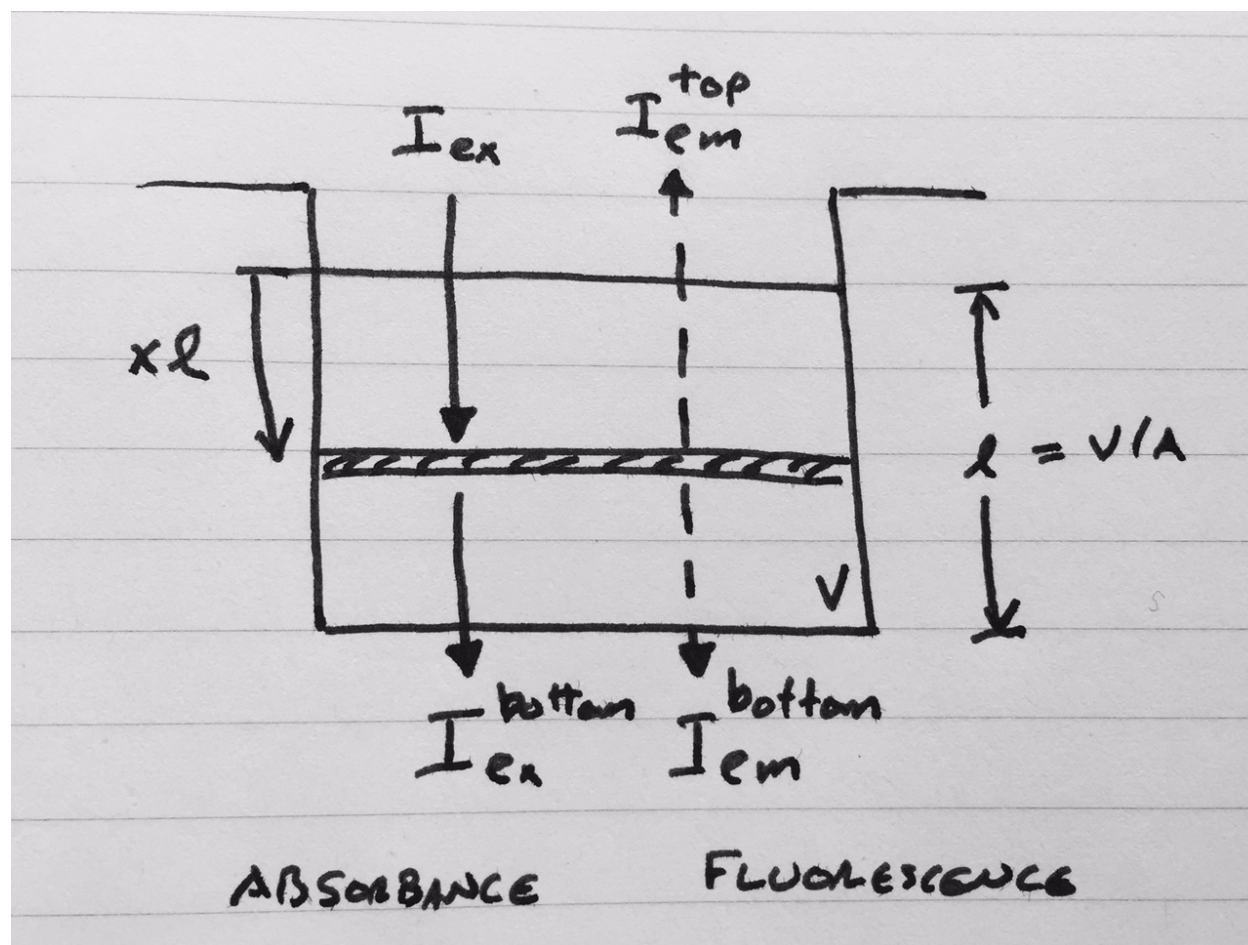 I_ex
I_em^top
xl
l = V/A
V
I_ex^bottom
I_em^bottom
ABSORBANCE
FLUORESCENCE